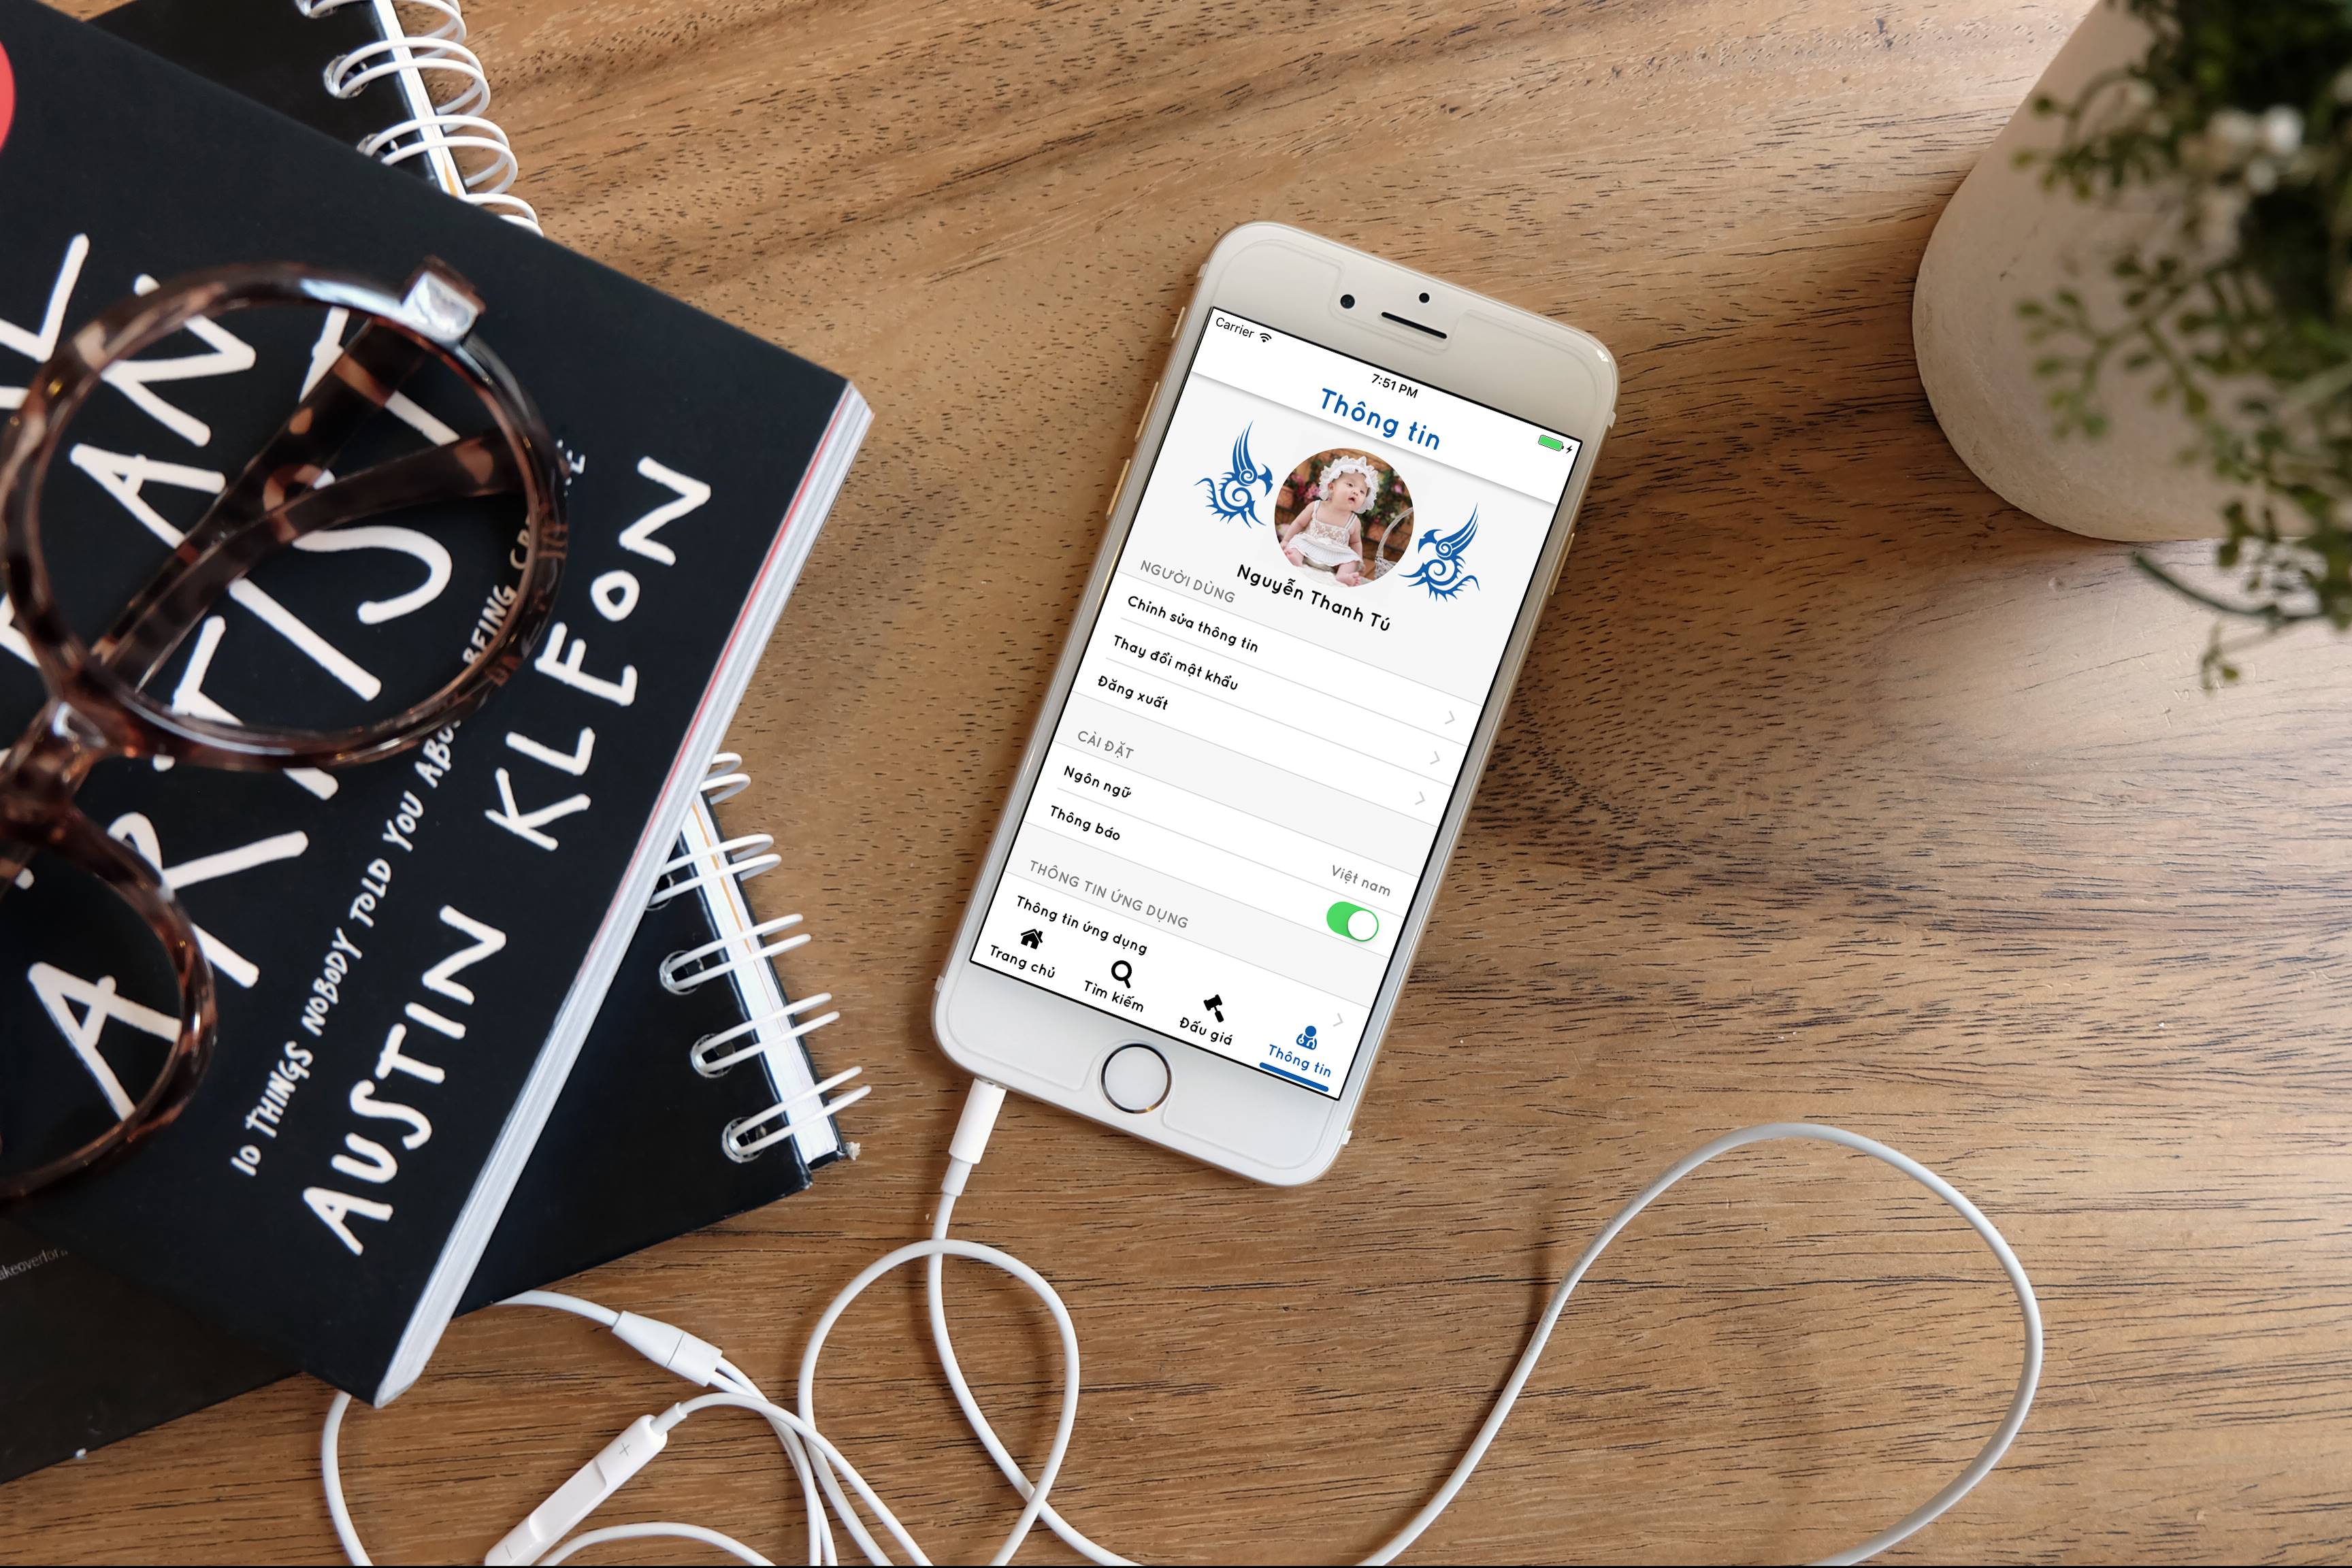 ARTIST
10 THINGS NOBODY TOLD YOU ABOUT BEING
AUSTIN KLEON
Carrier
7:51 PM
Thông tin
Nguyễn Thanh Tú
NGƯỜI DÙNG
Chỉnh sửa thông tin
Thay đổi mật khẩu
Đăng xuất
CÀI ĐẶT
Ngôn ngữ
Việt nam
Thông báo
THÔNG TIN ỨNG DỤNG
Thông tin ứng dụng
Trang chủ
Tìm kiếm
Đấu giá
Thông tin